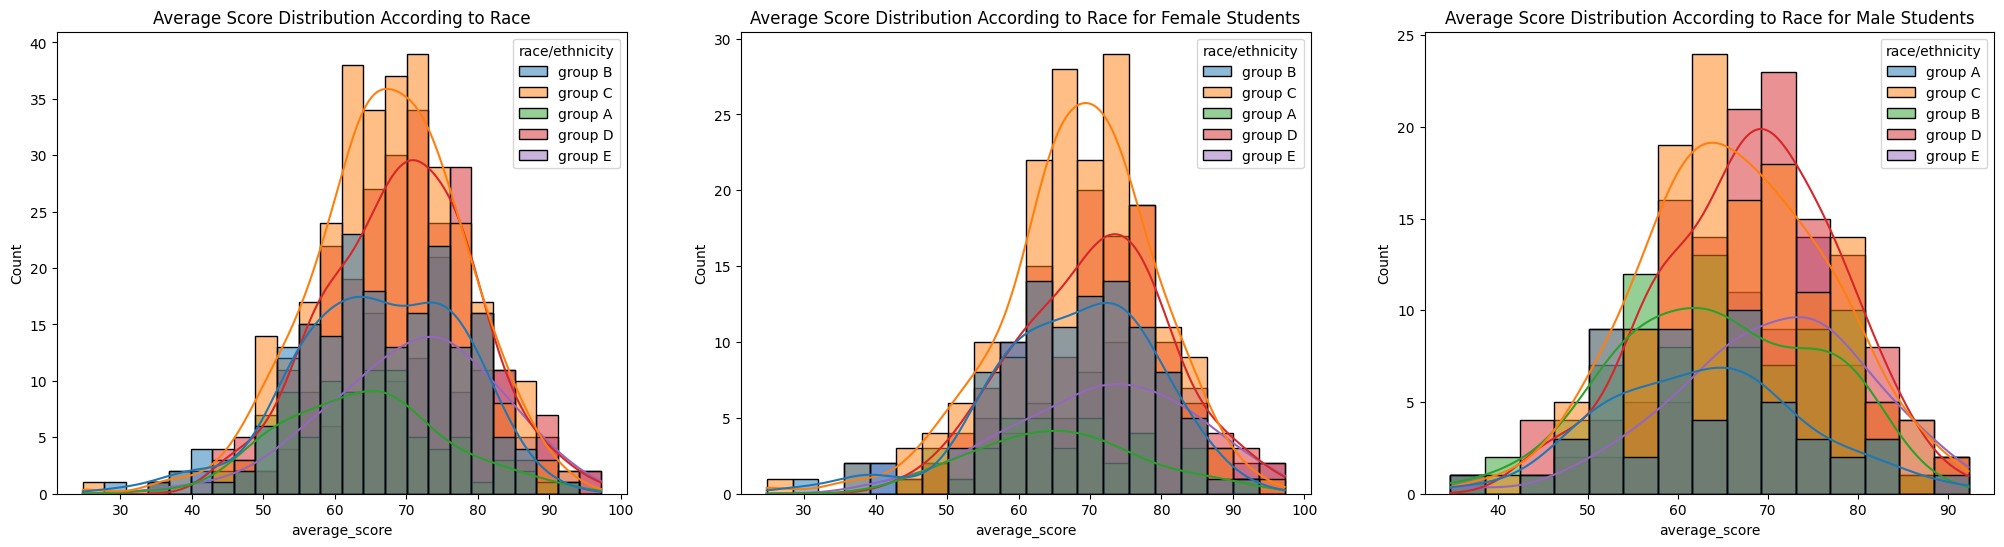 Average Score Distribution According to Race
race/ethnicity
group B
group C
group A
group D
group E
Count
0
5
10
15
20
25
30
35
40
30
40
50
60
70
80
90
100
average_score
Average Score Distribution According to Race for Female Students
race/ethnicity
group B
group C
group A
group D
group E
Count
0
5
10
15
20
25
30
30
40
50
60
70
80
90
100
average_score
Average Score Distribution According to Race for Male Students
race/ethnicity
group A
group C
group B
group D
group E
Count
0
5
10
15
20
25
40
50
60
70
80
90
average_score